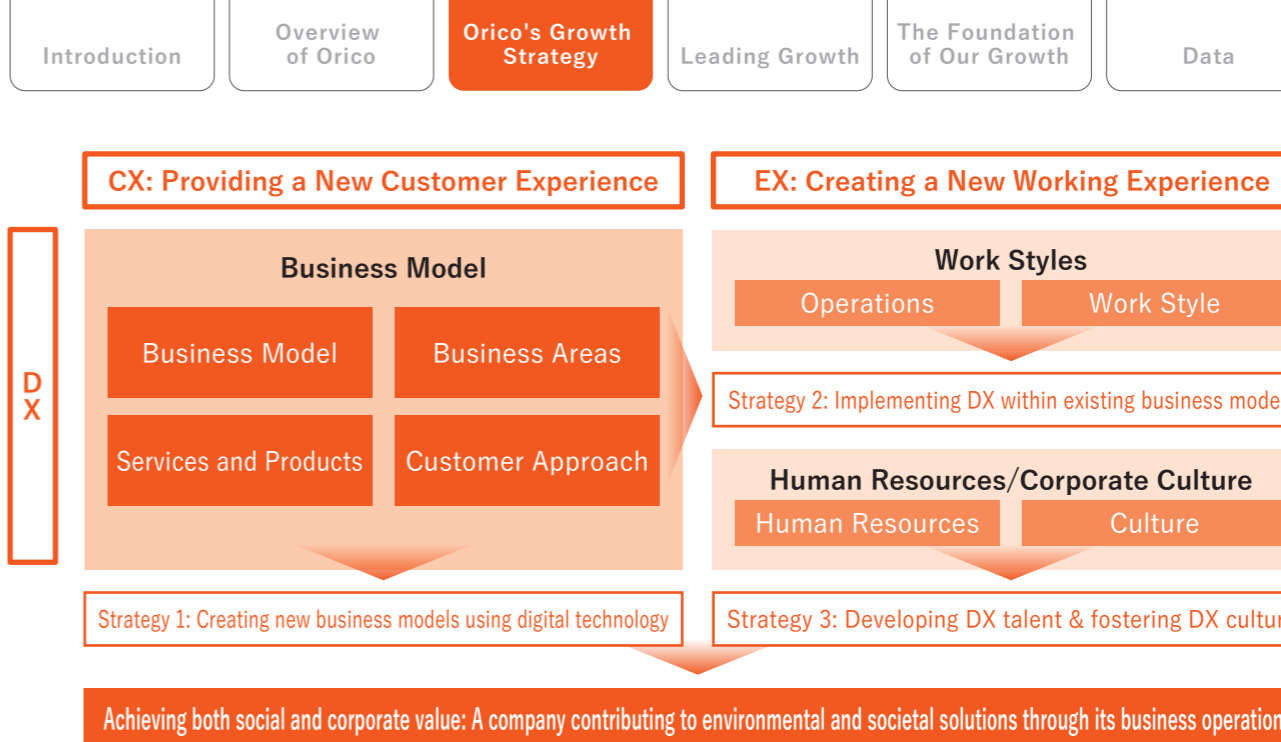 Introduction
Overview
of Orico
Orico's Growth
Strategy
Leading Growth
The Foundation
of Our Growth
Data
CX: Providing a New Customer Experience
EX: Creating a New Working Experience
DX
Business Model
Business Model
Business Areas
Services and Products
Customer Approach
Work Styles
Operations
Work Style
Strategy 2: Implementing DX within existing business mode
Human Resources/Corporate Culture
Human Resources
Culture
Strategy 1: Creating new business models using digital technology
Strategy 3: Developing DX talent & fostering DX cultur
Achieving both social and corporate value: A company contributing to environmental and societal solutions through its business operation